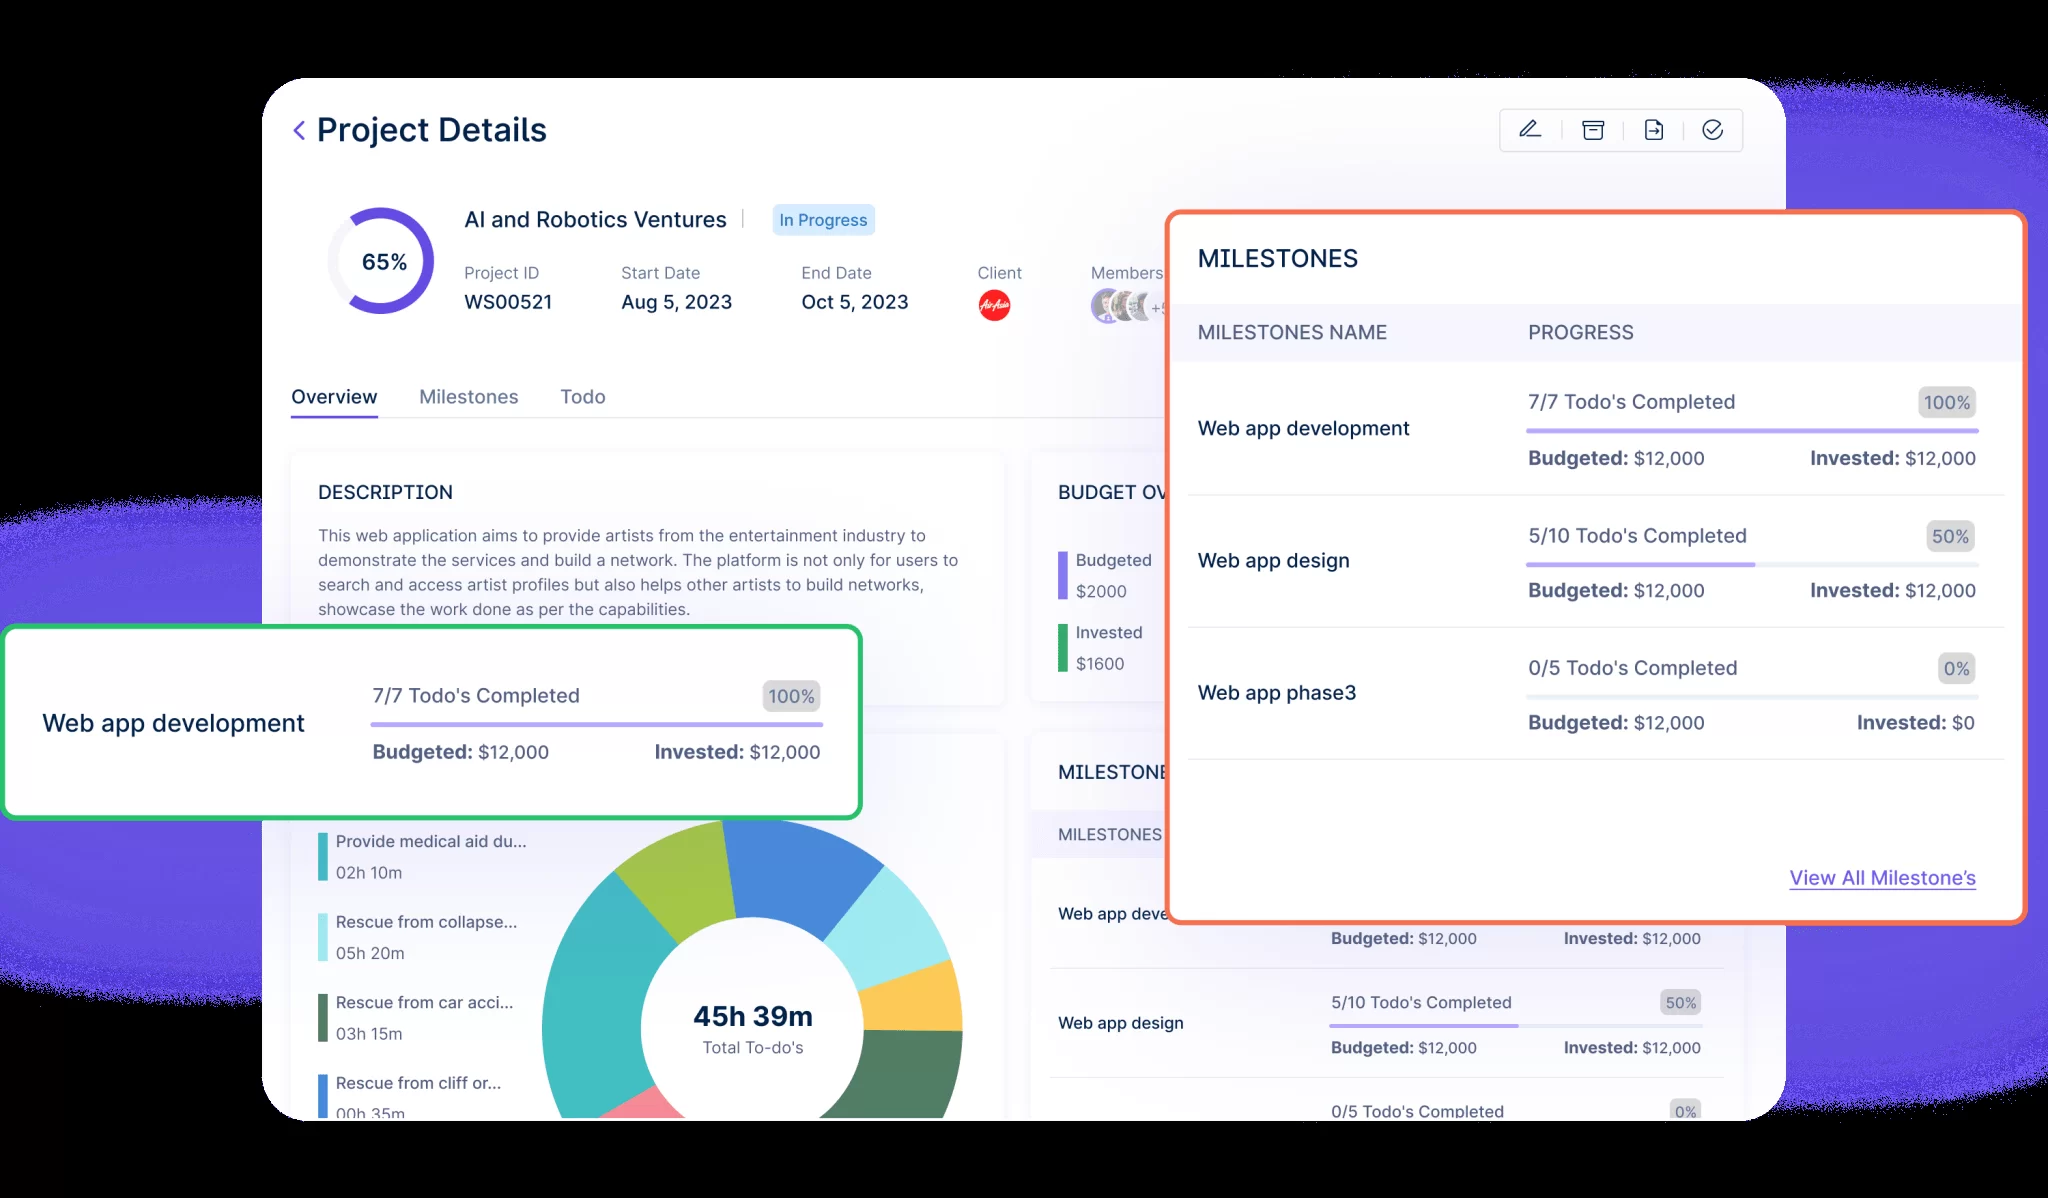 Project Details
65%
AI and Robotics Ventures
In Progress
Project ID
WS00521
Start Date
Aug 5, 2023
End Date
Oct 5, 2023
Client
AirAsia
Members
Overview
Milestones
Todo
DESCRIPTION
This web application aims to provide artists from the entertainment industry to
demonstrate the services and build a network. The platform is not only for users to
search and access artist profiles but also helps other artists to build networks,
showcase the work done as per the capabilities.
BUDGET OV
Budgeted
$2000
Invested
$1600
Web app development
7/7 Todo's Completed
100%
Budgeted: $12,000
Invested: $12,000
Provide medical aid du...
02h 10m
Rescue from collapse...
05h 20m
Rescue from car acci...
03h 15m
Rescue from cliff or...
00h 35m
45h 39m
Total To-do's
MILESTONE
MILESTONES
Web app deve
Budgeted: $12,000
Invested: $12,000
Web app design
5/10 Todo's Completed
50%
Budgeted: $12,000
Invested: $12,000
0/5 Todo's Completed
0%
MILESTONES
MILESTONES NAME
PROGRESS
Web app development
7/7 Todo's Completed
100%
Budgeted: $12,000
Invested: $12,000
Web app design
5/10 Todo's Completed
50%
Budgeted: $12,000
Invested: $12,000
Web app phase3
0/5 Todo's Completed
0%
Budgeted: $12,000
Invested: $0
View All Milestone's